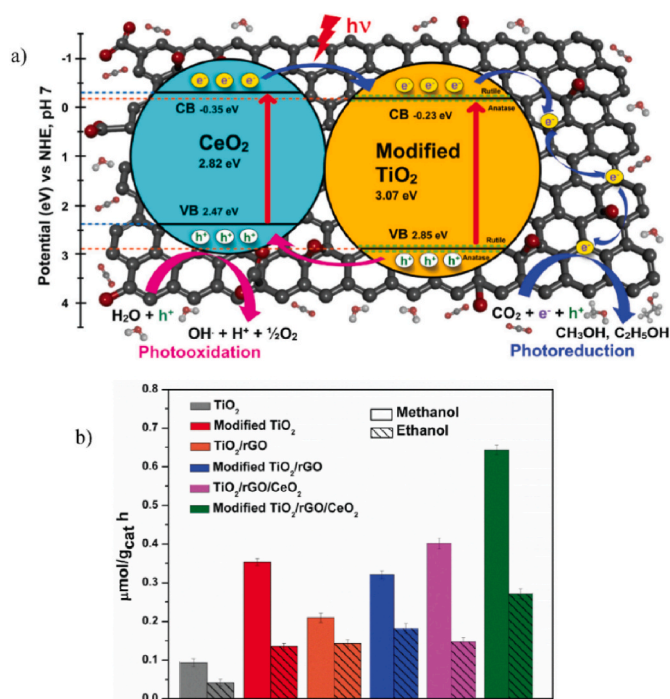 a)
hν
Potential (eV) vs NHE, pH 7
-1
0
1
2
3
4
e⁻ e⁻ e⁻
CB -0.35 eV
CeO₂
2.82 eV
VB 2.47 eV
h⁺ h⁺ h⁺
e⁻ e⁻ e⁻
Rutile
Anatase
CB -0.23 eV
Modified
TiO₂
3.07 eV
VB 2.85 eV
Rutile
Anatase
h⁺ h⁺ h⁺
e⁻
e⁻
e⁻
H₂O + h⁺
OH· + H⁺ + ½O₂
Photooxidation
CO₂ + e⁻ + h⁺
CH₃OH, C₂H₅OH
Photoreduction
b)
μmol/g_cat h
0.8
0.7
0.6
0.5
0.4
0.3
0.2
0.1
0.0
TiO₂
Modified TiO₂
TiO₂/rGO
Modified TiO₂/rGO
TiO₂/rGO/CeO₂
Modified TiO₂/rGO/CeO₂
Methanol
Ethanol